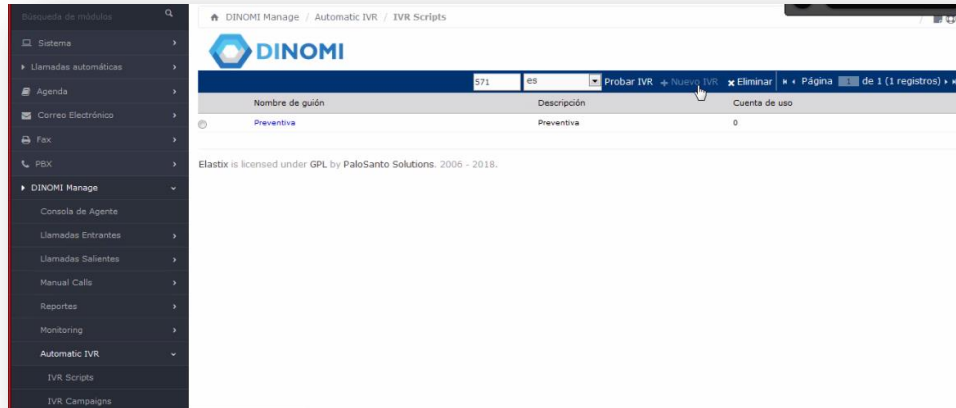 Búsqueda de módulos
DINOMI Manage / Automatic IVR / IVR Scripts
Sistema
Llamadas automáticas
Agenda
Correo Electrónico
Fax
PBX
DINOMI Manage
Consola de Agente
Llamadas Entrantes
Llamadas Salientes
Manual Calls
Reportes
Monitoring
Automatic IVR
IVR Scripts
IVR Campaigns
DINOMI
571 es Probar IVR + Nuevo IVR x Eliminar Página 1 de 1 (1 registros)
Nombre de guión Descripción Cuenta de uso
Preventiva Preventiva 0
Elastix is licensed under GPL by PaloSanto Solutions. 2006 - 2018.